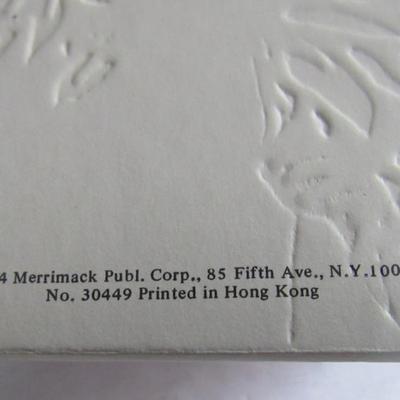 4 Merrimack Publ. Corp., 85 Fifth Ave., N.Y.100
No. 30449 Printed in Hong Kong